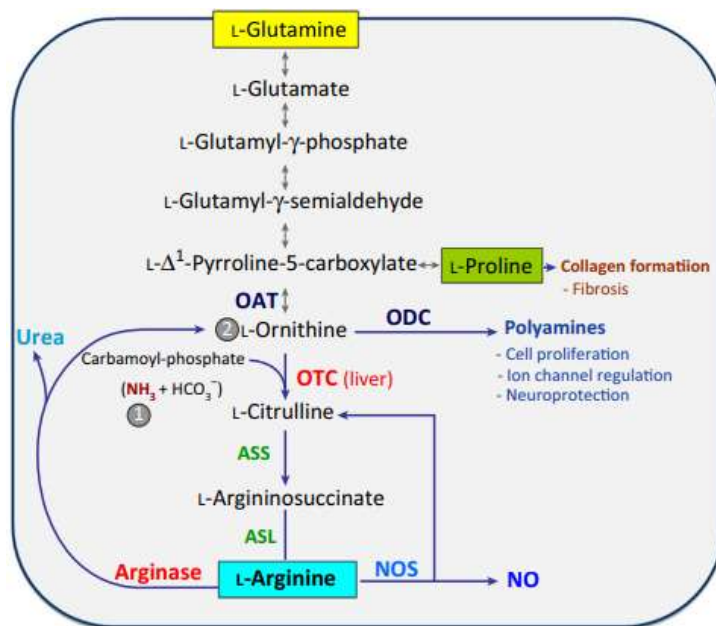 L-Glutamine
L-Glutamate
L-Glutamyl-γ-phosphate
L-Glutamyl-γ-semialdehyde
L-Δ¹-Pyrroline-5-carboxylate
L-Proline
Collagen formatiion
- Fibrosis
OAT
Urea
2
L-Ornithine
ODC
Polyamines
- Cell proliferation
- Ion channel regulation
- Neuroprotection
Carbamoyl-phosphate
(NH₃ + HCO₃⁻)
1
OTC (liver)
L-Citrulline
ASS
L-Argininosuccinate
ASL
Arginase
L-Arginine
NOS
NO